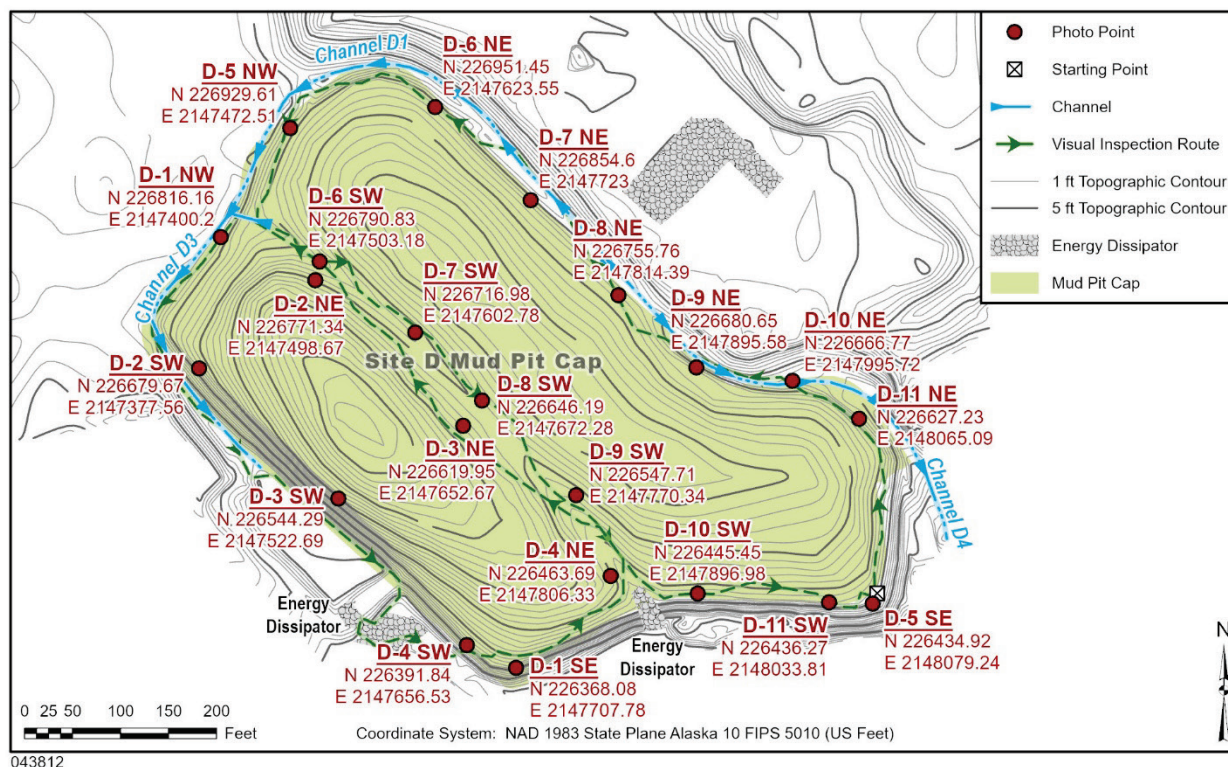 Channel D1
D-6 NE
N 226951.45
E 2147623.55
D-5 NW
N 226929.61
E 2147472.51
D-7 NE
N 226854.6
E 2147723
D-1 NW
N 226816.16
E 2147400.2
D-6 SW
N 226790.83
E 2147503.18
D-8 NE
N 226755.76
E 2147814.39
Channel D3
D-7 SW
N 226716.98
E 2147602.78
D-2 NE
N 226771.34
E 2147498.67
D-9 NE
N 226680.65
E 2147895.58
D-10 NE
N 226666.77
E 2147995.72
Site D Mud Pit Cap
D-2 SW
N 226679.67
E 2147377.56
D-8 SW
N 226646.19
E 2147672.28
D-11 NE
N 226627.23
E 2148065.09
D-3 NE
N 226619.95
E 2147652.67
D-9 SW
N 226547.71
E 2147770.34
Channel D4
D-3 SW
N 226544.29
E 2147522.69
D-10 SW
N 226445.45
E 2147896.98
D-4 NE
N 226463.69
E 2147806.33
Energy
Dissipator
D-4 SW
N 226391.84
E 2147656.53
D-1 SE
N 226368.08
E 2147707.78
Energy
Dissipator
D-11 SW
N 226436.27
E 2148033.81
D-5 SE
N 226434.92
E 2148079.24
Photo Point
Starting Point
Channel
Visual Inspection Route
1 ft Topographic Contour
5 ft Topographic Contour
Energy Dissipator
Mud Pit Cap
N
0 25 50 100 150 200
Feet
Coordinate System: NAD 1983 State Plane Alaska 10 FIPS 5010 (US Feet)
043812